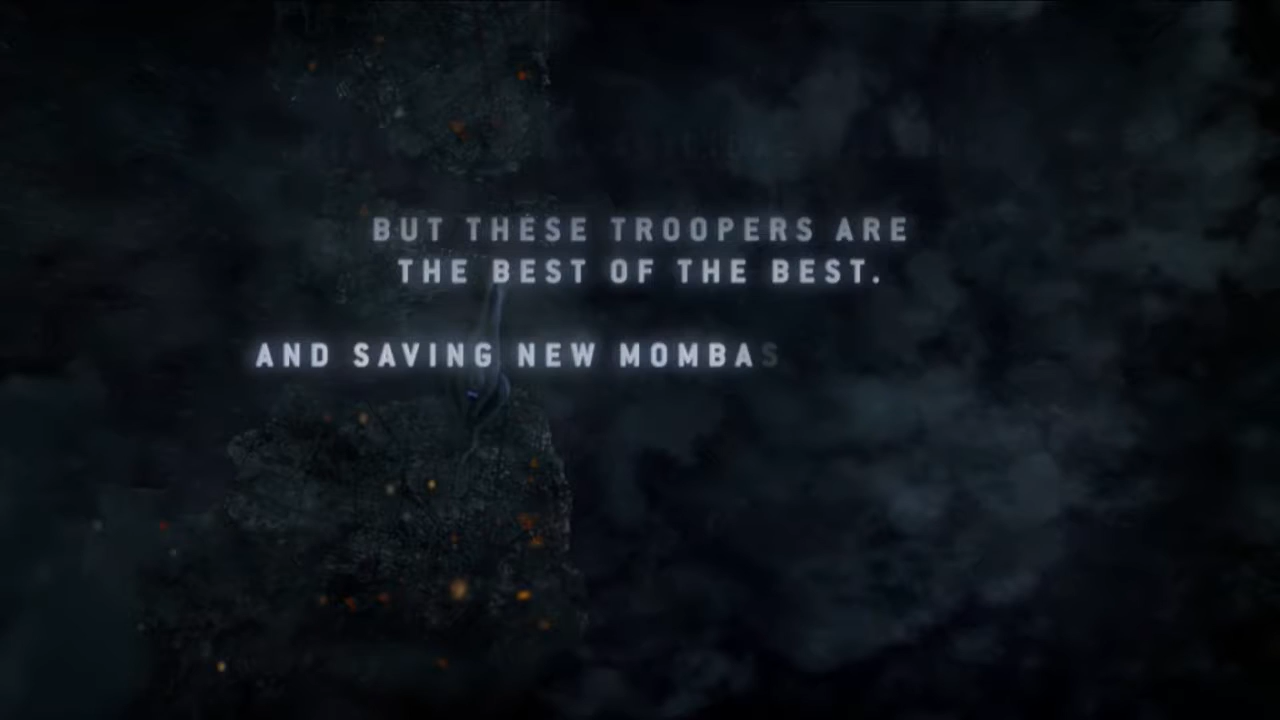 BUT THESE TROOPERS ARE
THE BEST OF THE BEST.
AND SAVING NEW MOMBAS